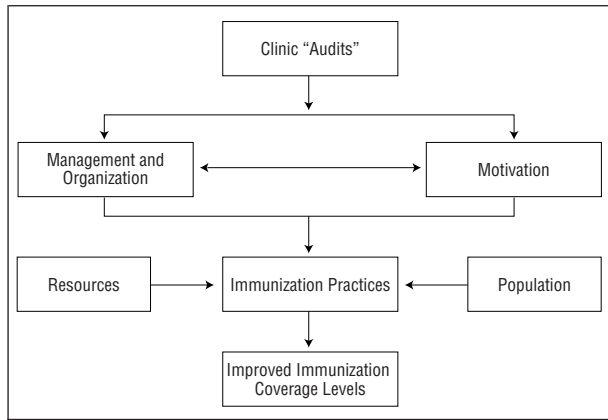 Clinic “Audits”
Management and
Organization
Motivation
Resources
Immunization Practices
Population
Improved Immunization
Coverage Levels